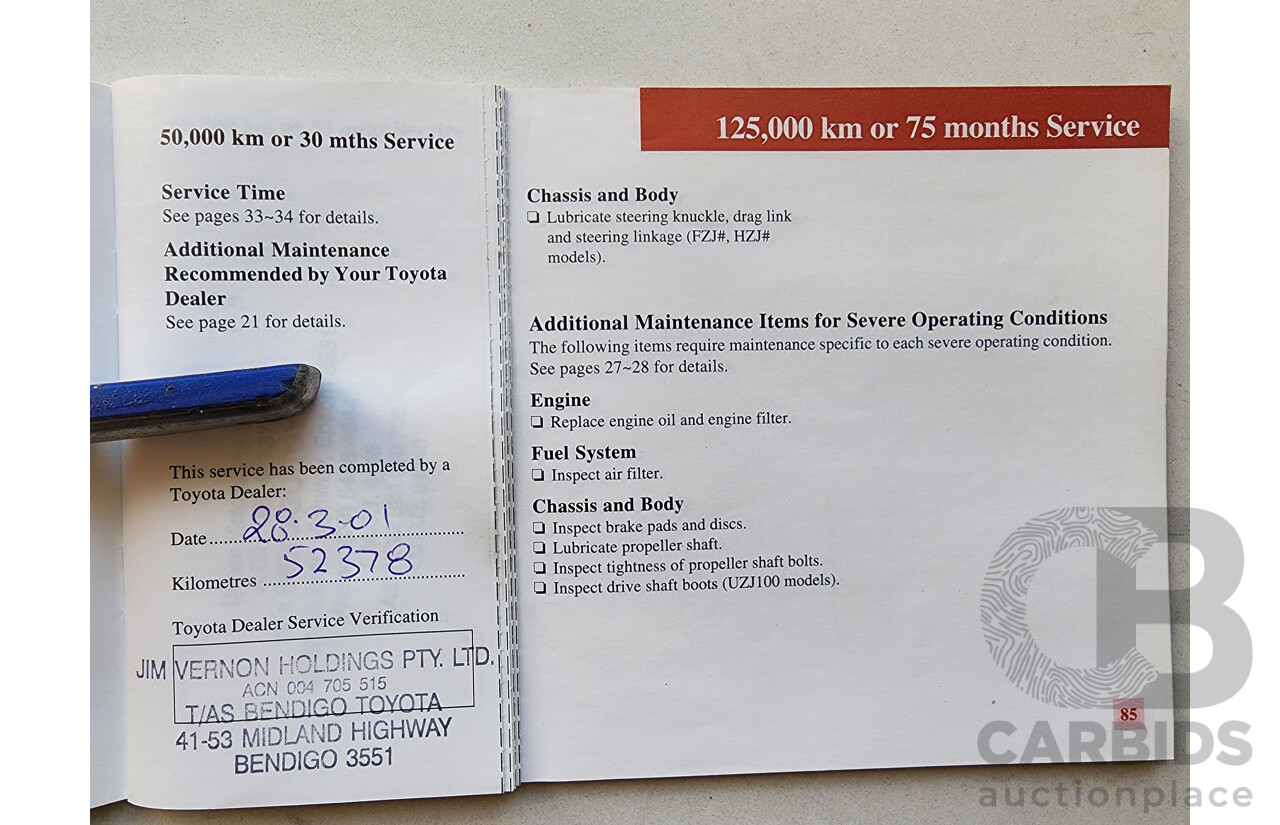 50,000 km or 30 mths Service
Service Time
See pages 33~34 for details.
Additional Maintenance
Recommended by Your Toyota
Dealer
See page 21 for details.
This service has been completed by a
Toyota Dealer:
Date 28.3-01
Kilometres 52378
Toyota Dealer Service Verification
JIM VERNON HOLDINGS PTY. LTD.
ACN 004 705 515
T/AS BENDIGO TOYOTA
41-53 MIDLAND HIGHWAY
BENDIGO 3551
125,000 km or 75 months Service
Chassis and Body
❏ Lubricate steering knuckle, drag link
and steering linkage (FZJ#, HZJ#
models).
Additional Maintenance Items for Severe Operating Conditions
The following items require maintenance specific to each severe operating condition.
See pages 27~28 for details.
Engine
❏ Replace engine oil and engine filter.
Fuel System
❏ Inspect air filter.
Chassis and Body
❏ Inspect brake pads and discs.
❏ Lubricate propeller shaft.
❏ Inspect tightness of propeller shaft bolts.
❏ Inspect drive shaft boots (UZJ100 models).
85
CB
CARBIDS
auctionplace